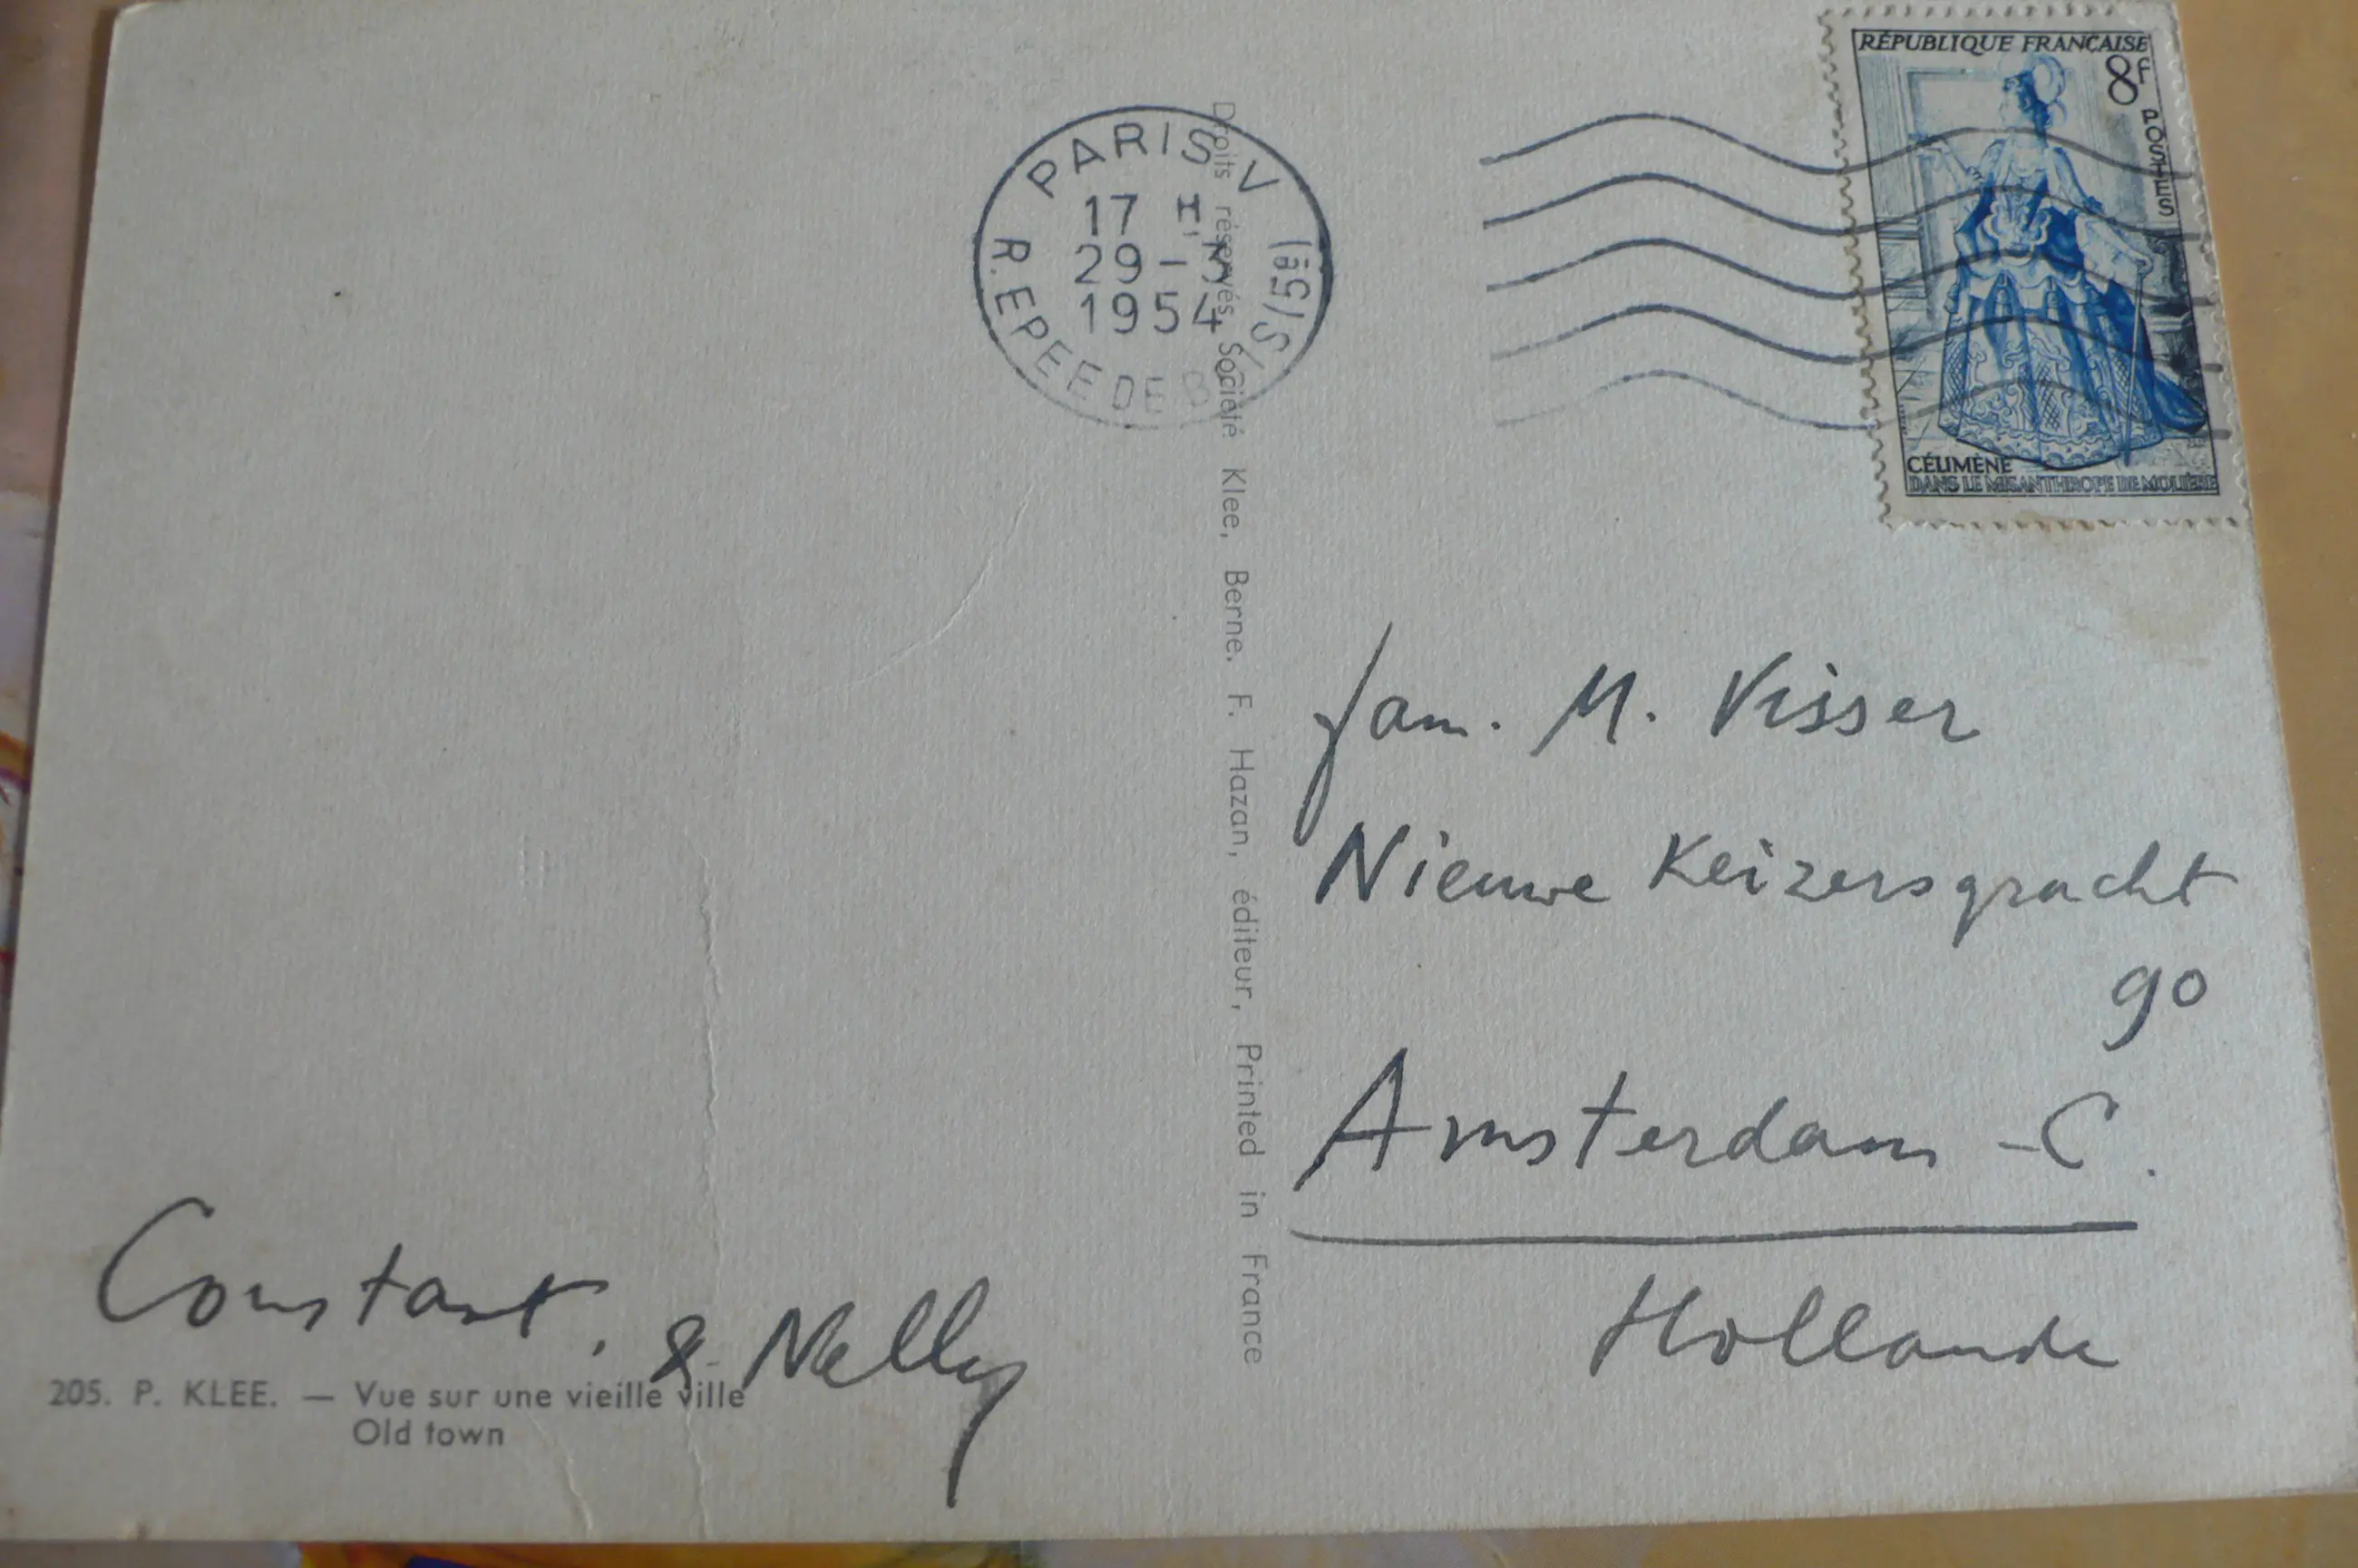 RÉPUBLIQUE FRANÇAISE
8F
POSTES
CÉLIMÈNE
DANS LE MISANTHROPE DE MOLIÈRE
PARIS V
17 H
29 - 1
1954
R. EPEE DE
Droits réservés, Société Klee, Berne. F. Hazan, éditeur, Printed in France
fam. M. Visser
Nieuwe Keizersgracht
90
Amsterdam - C.
Hollande
Constant, & Nelly
205. P. KLEE. — Vue sur une vieille ville
Old town